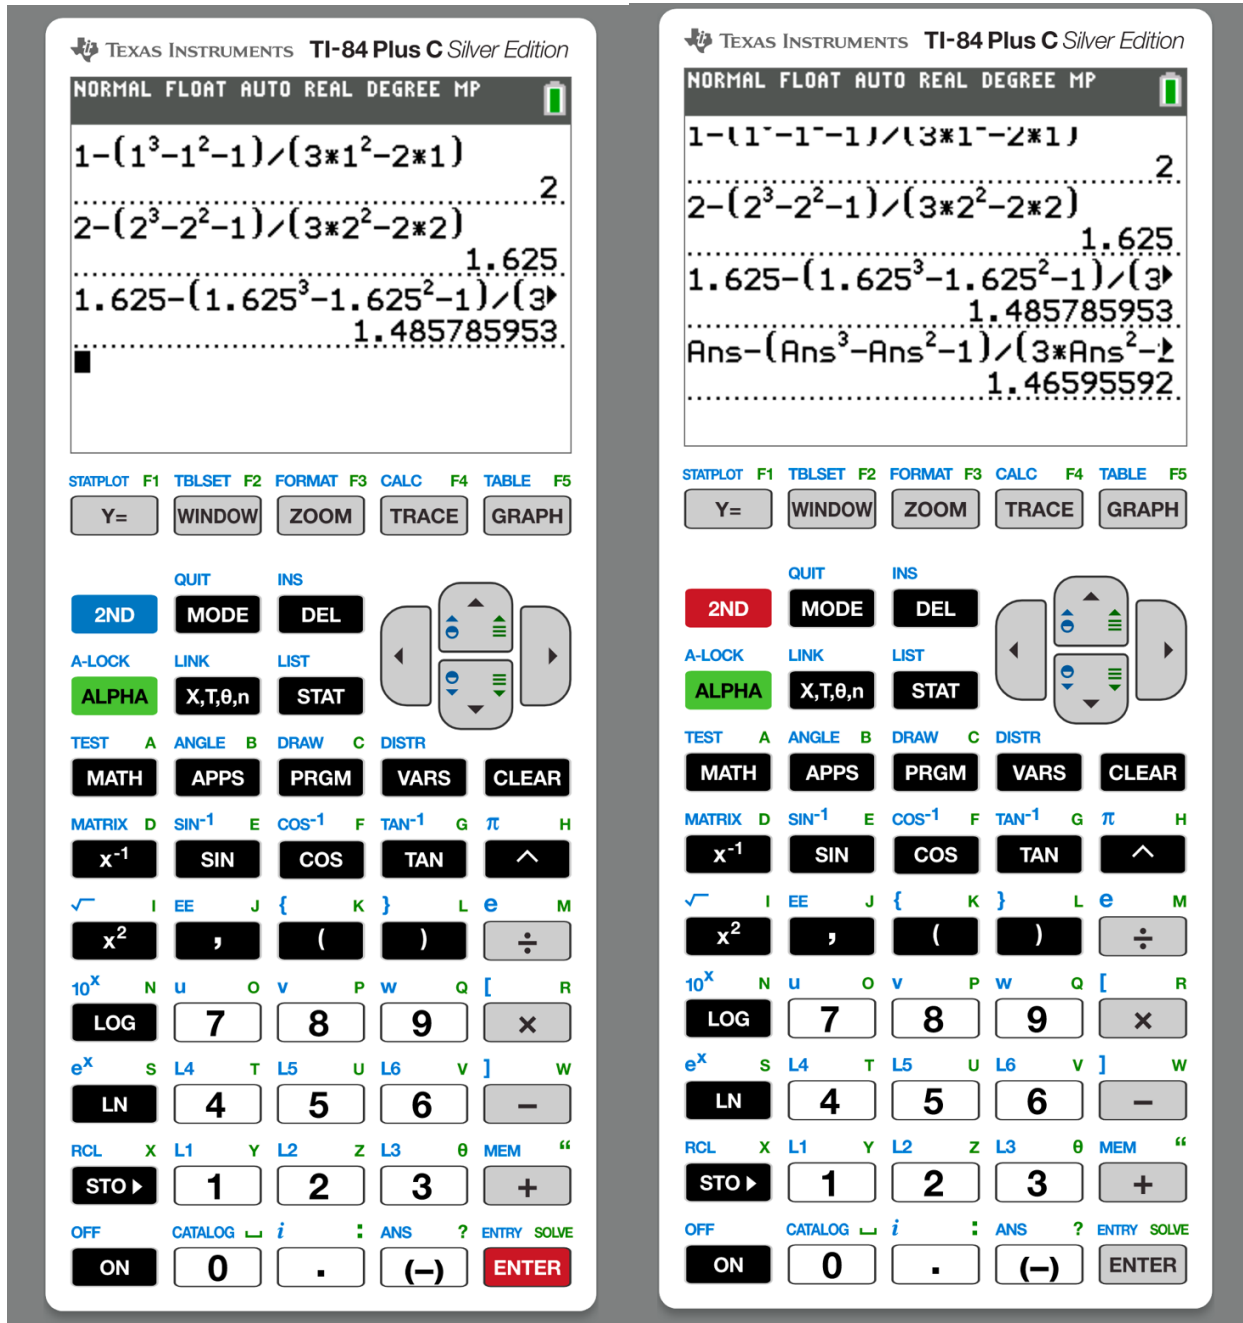 TEXAS INSTRUMENTS TI-84 Plus C Silver Edition
NORMAL FLOAT AUTO REAL DEGREE MP
1-(1³-1²-1)/(3*1²-2*1)
2
2-(2³-2²-1)/(3*2²-2*2)
1.625
1.625-(1.625³-1.625²-1)/(3
1.485785953
STATPLOT F1 TBLSET F2 FORMAT F3 CALC F4 TABLE F5
Y= WINDOW ZOOM TRACE GRAPH
QUIT INS
2ND MODE DEL
A-LOCK LINK LIST
ALPHA X,T,θ,n STAT
TEST A ANGLE B DRAW C DISTR
MATH APPS PRGM VARS CLEAR
MATRIX D SIN⁻¹ E COS⁻¹ F TAN⁻¹ G π H
x⁻¹ SIN COS TAN ^
√ I EE J { K } L e M
x² , ( ) ÷
10ˣ N u O v P w Q [ R
LOG 7 8 9 ×
eˣ S L4 T L5 U L6 V ] W
LN 4 5 6 −
RCL X L1 Y L2 Z L3 θ MEM “
STO▶ 1 2 3 +
OFF CATALOG ⎵ i : ANS ? ENTRY SOLVE
ON 0 . (−) ENTER
TEXAS INSTRUMENTS TI-84 Plus C Silver Edition
NORMAL FLOAT AUTO REAL DEGREE MP
1-(1³-1²-1)/(3*1²-2*1)
2
2-(2³-2²-1)/(3*2²-2*2)
1.625
1.625-(1.625³-1.625²-1)/(3
1.485785953
Ans-(Ans³-Ans²-1)/(3*Ans²-2
1.46595592
STATPLOT F1 TBLSET F2 FORMAT F3 CALC F4 TABLE F5
Y= WINDOW ZOOM TRACE GRAPH
QUIT INS
2ND MODE DEL
A-LOCK LINK LIST
ALPHA X,T,θ,n STAT
TEST A ANGLE B DRAW C DISTR
MATH APPS PRGM VARS CLEAR
MATRIX D SIN⁻¹ E COS⁻¹ F TAN⁻¹ G π H
x⁻¹ SIN COS TAN ^
√ I EE J { K } L e M
x² , ( ) ÷
10ˣ N u O v P w Q [ R
LOG 7 8 9 ×
eˣ S L4 T L5 U L6 V ] W
LN 4 5 6 −
RCL X L1 Y L2 Z L3 θ MEM “
STO▶ 1 2 3 +
OFF CATALOG ⎵ i : ANS ? ENTRY SOLVE
ON 0 . (−) ENTER